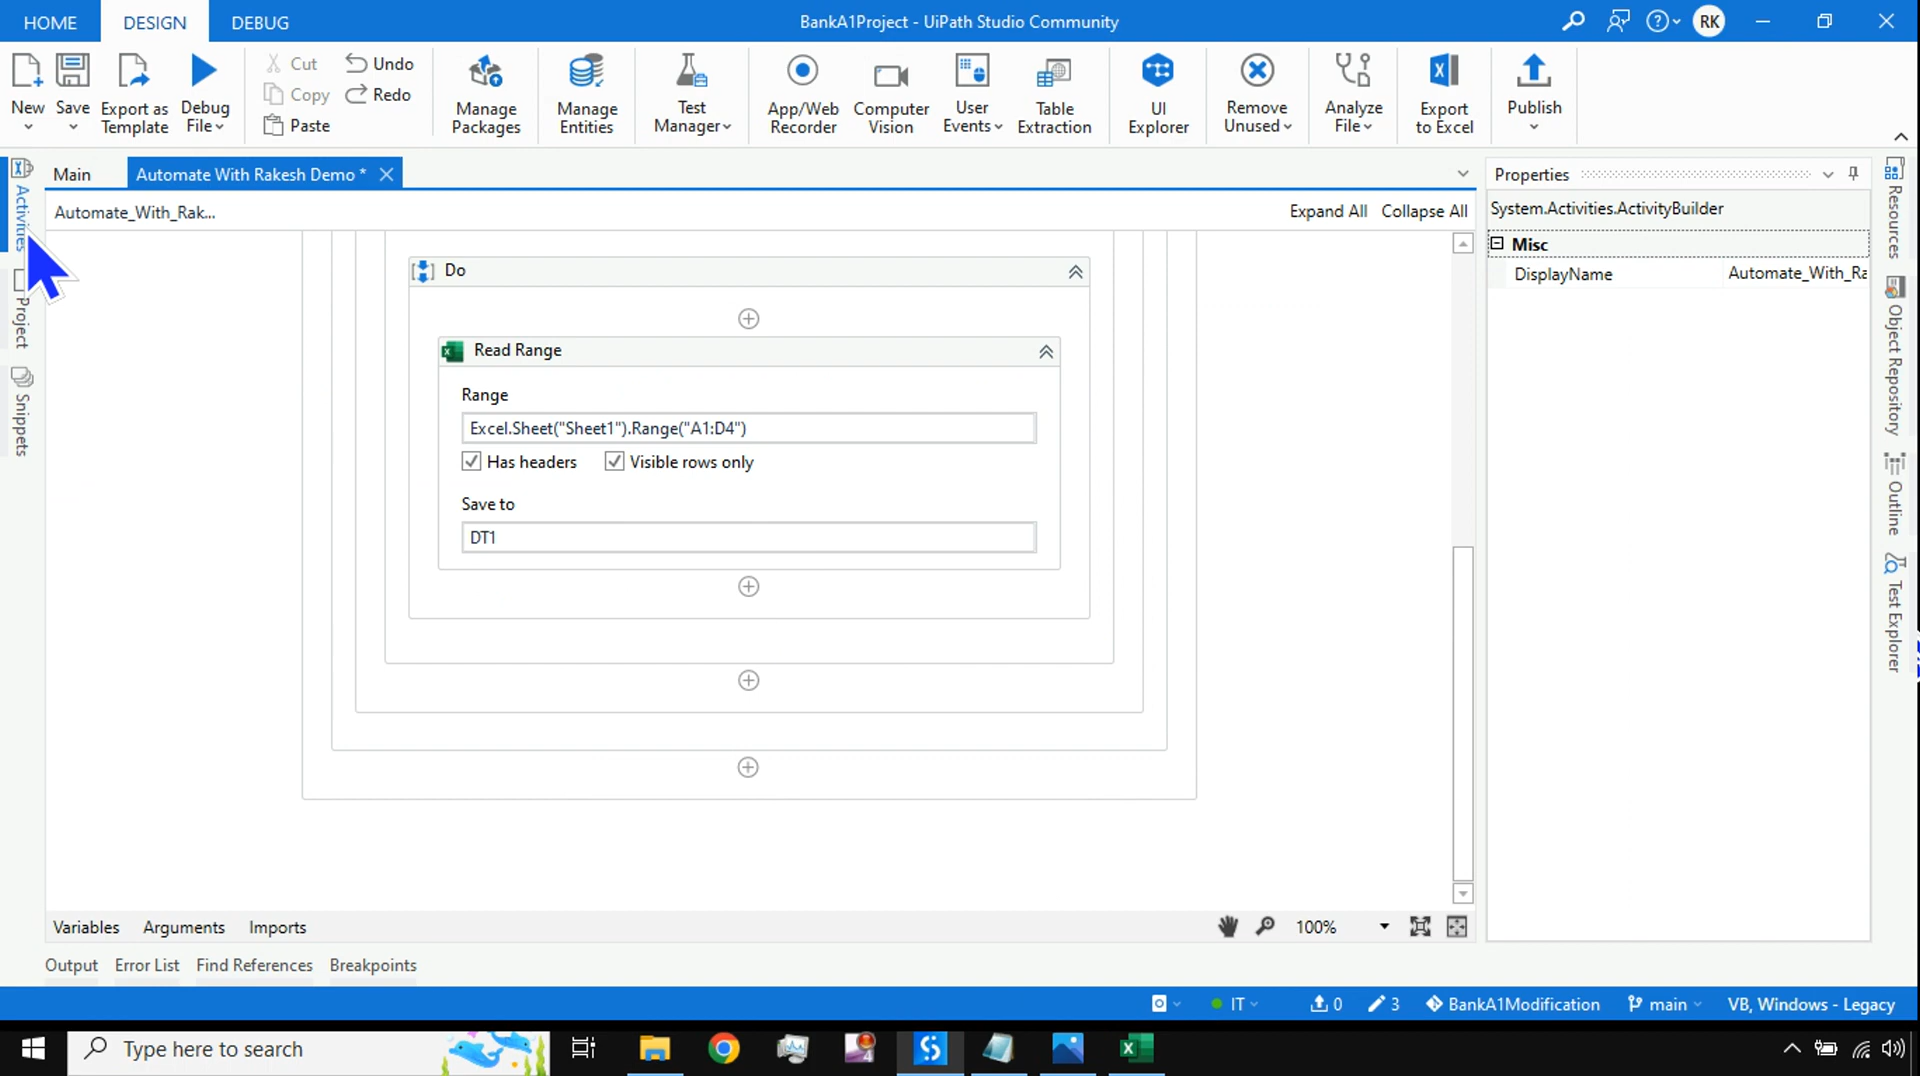 HOME
DESIGN
DEBUG
BankA1Project - UiPath Studio Community
RK
New
Save
Export as
Template
Debug
File
Cut
Copy
Paste
Undo
Redo
Manage
Packages
Manage
Entities
Test
Manager
App/Web
Recorder
Computer
Vision
User
Events
Table
Extraction
UI
Explorer
Remove
Unused
Analyze
File
Export
to Excel
Publish
Activities
Project
Snippets
Main
Automate With Rakesh Demo *
Automate_With_Rak...
Expand All
Collapse All
Do
Read Range
Range
Excel.Sheet("Sheet1").Range("A1:D4")
Has headers
Visible rows only
Save to
DT1
Properties
System.Activities.ActivityBuilder
Misc
DisplayName
Automate_With_Ra
Resources
Object Repository
Outline
Test Explorer
Variables
Arguments
Imports
100%
Output
Error List
Find References
Breakpoints
IT
0
3
BankA1Modification
main
VB, Windows - Legacy
Type here to search